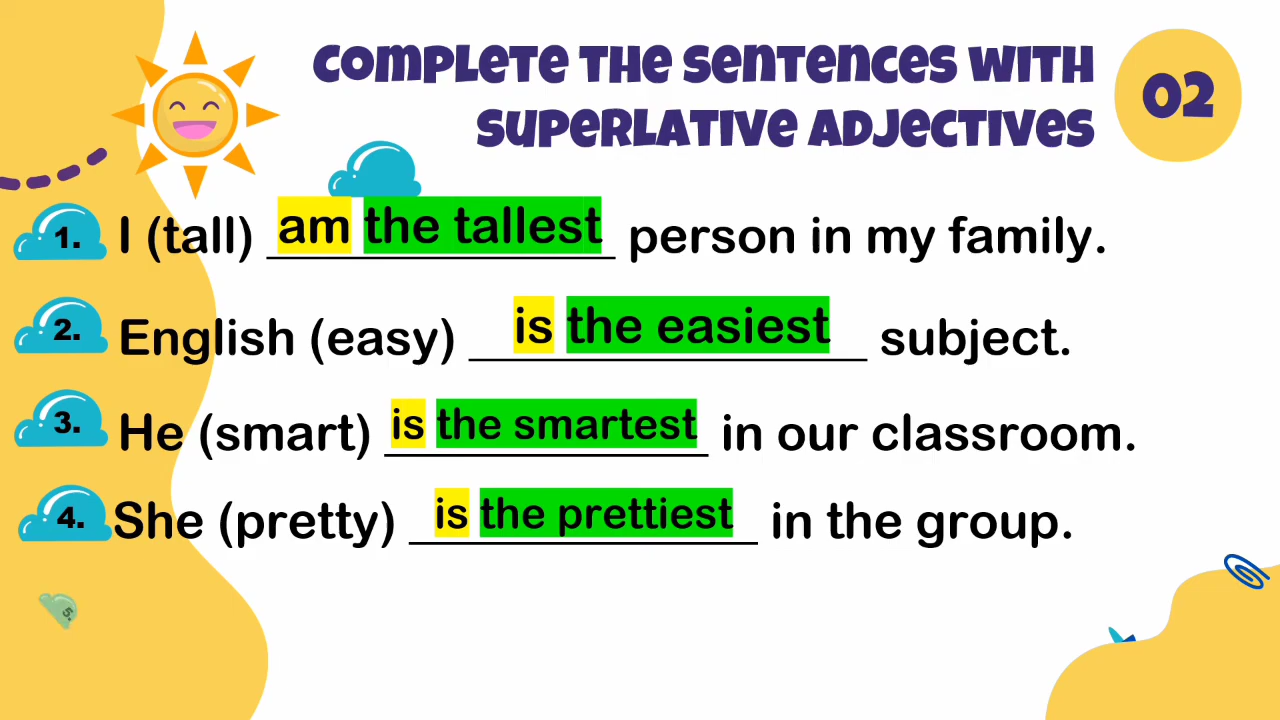 COMPLETE THE SENTENCES WITH
SUPERLATIVE ADJECTIVES
02
1. I (tall) am the tallest person in my family.
2. English (easy) is the easiest subject.
3. He (smart) is the smartest in our classroom.
4. She (pretty) is the prettiest in the group.
5.